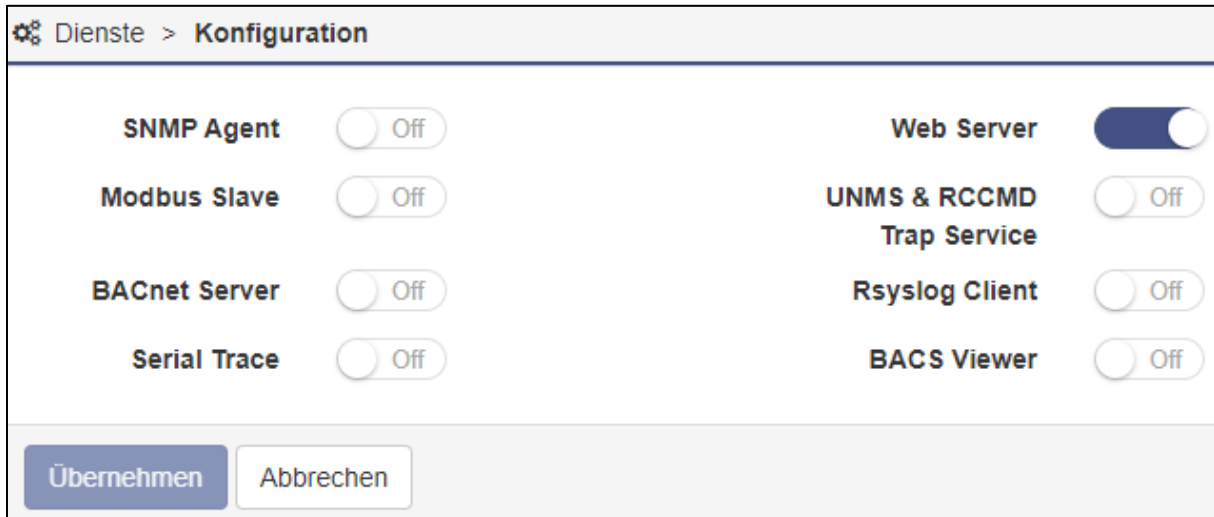 Dienste > Konfiguration
SNMP Agent Off Web Server
Modbus Slave Off UNMS & RCCMD Off
Trap Service
BACnet Server Off Rsyslog Client Off
Serial Trace Off BACS Viewer Off
Übernehmen Abbrechen